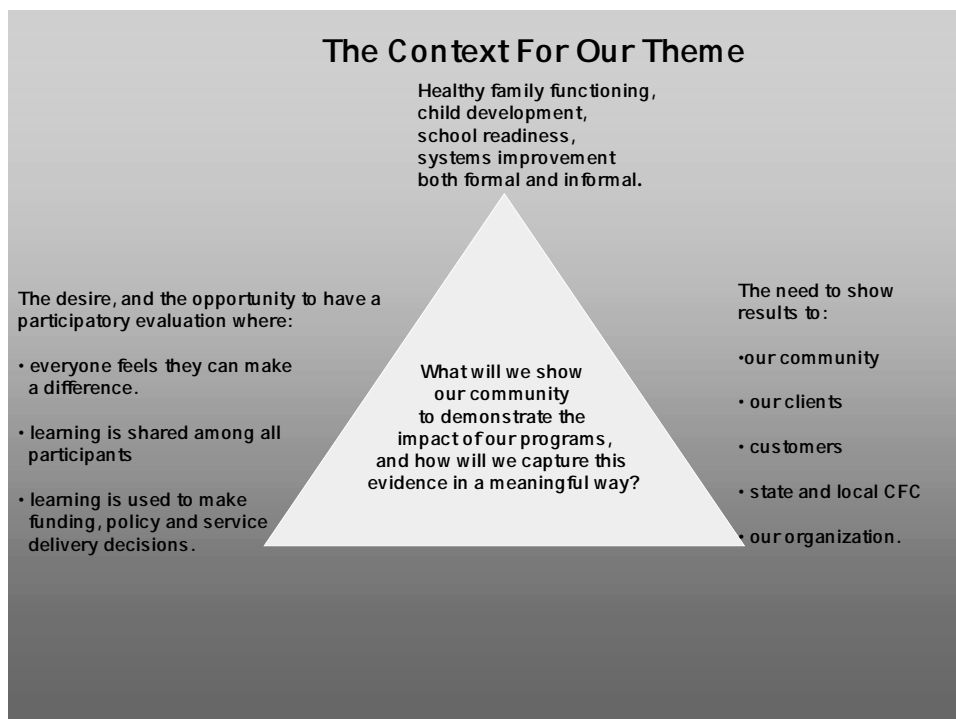 The Context For Our Theme
Healthy family functioning,
child development,
school readiness,
systems improvement
both formal and informal.
The desire, and the opportunity to have a
participatory evaluation where:
• everyone feels they can make
a difference.
• learning is shared among all
participants
• learning is used to make
funding, policy and service
delivery decisions.
What will we show
our community
to demonstrate the
impact of our programs,
and how will we capture this
evidence in a meaningful way?
The need to show
results to:
•our community
• our clients
• customers
• state and local CFC
• our organization.